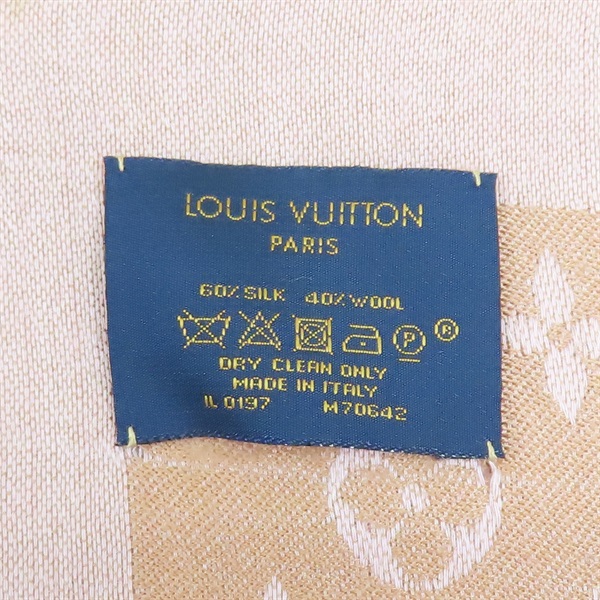 LOUIS VUITTON
PARIS
60% SILK 40% WOOL
P ®
DRY CLEAN ONLY
MADE IN ITALY
IL 0197 M70642